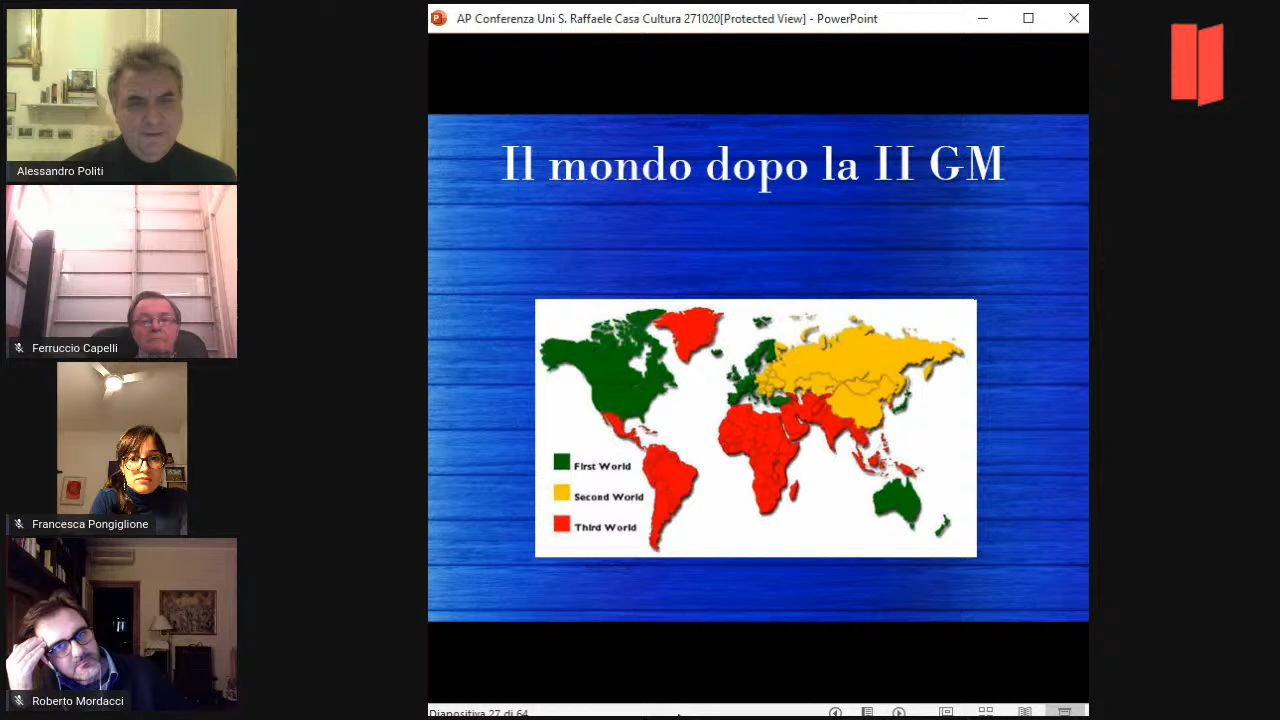 AP Conferenza Uni S. Raffaele Casa Cultura 271020[Protected View] - PowerPoint
Alessandro Politi
Ferruccio Capelli
Francesca Pongiglione
Roberto Mordacci
Il mondo dopo la II GM
First World
Second World
Third World
Diapositiva 27 di 64